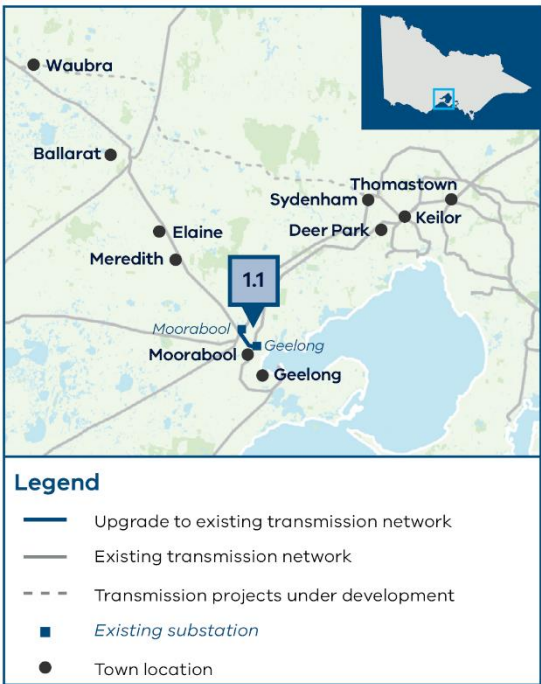 Waubra
Ballarat
Thomastown
Sydenham
Keilor
Deer Park
Elaine
Meredith
1.1
Moorabool
Geelong
Moorabool
Geelong
Legend
Upgrade to existing transmission network
Existing transmission network
Transmission projects under development
Existing substation
Town location